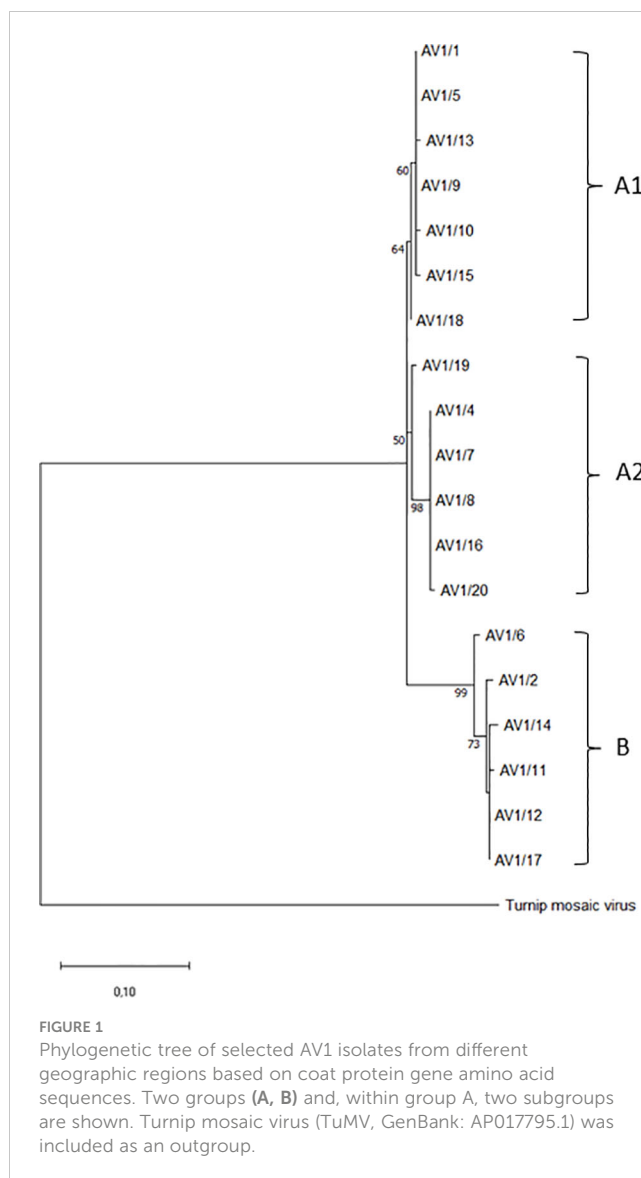 AV1/1
AV1/5
AV1/13
60
AV1/9
A1
AV1/10
64
AV1/15
AV1/18
AV1/19
AV1/4
50
AV1/7
A2
98
AV1/8
AV1/16
AV1/20
AV1/6
99
AV1/2
AV1/14
73
B
AV1/11
AV1/12
AV1/17
Turnip mosaic virus
0,10
FIGURE 1
Phylogenetic tree of selected AV1 isolates from different
geographic regions based on coat protein gene amino acid
sequences. Two groups (A, B) and, within group A, two subgroups
are shown. Turnip mosaic virus (TuMV, GenBank: AP017795.1) was
included as an outgroup.